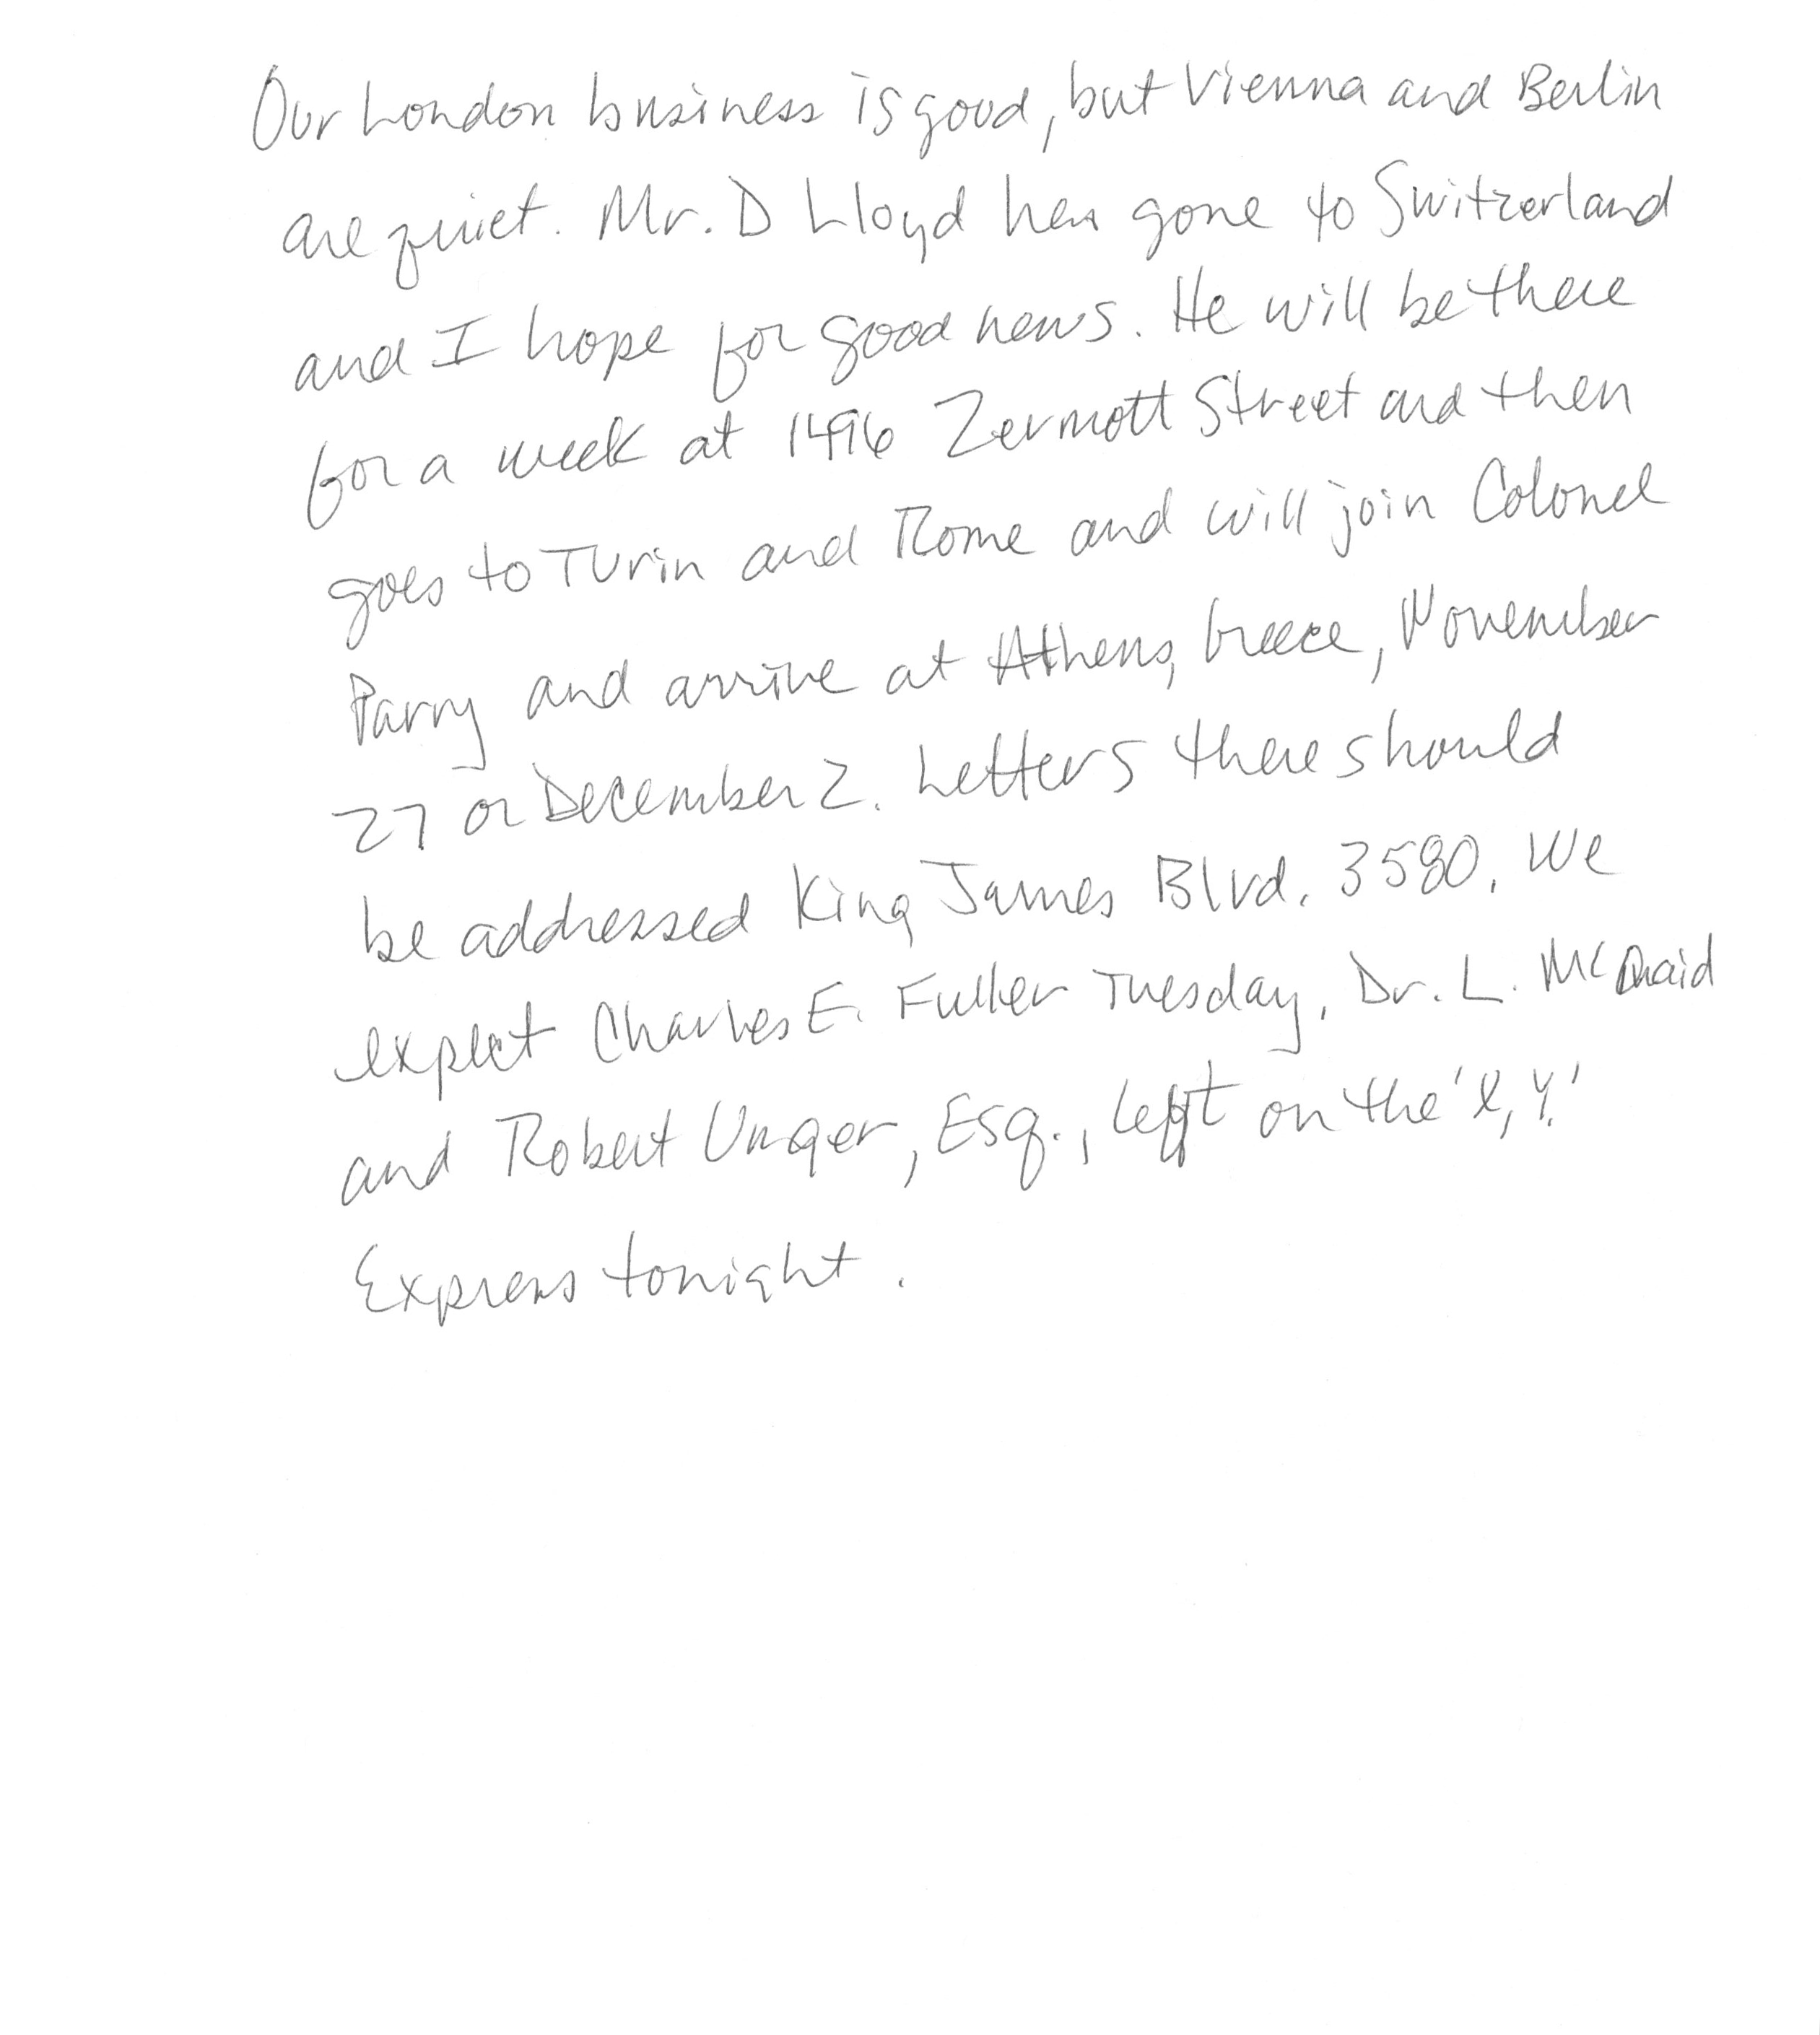 Our London business is good, but Vienna and Berlin
are quiet. Mr. D Lloyd has gone to Switzerland
and I hope for good news. He will be there
for a week at 1496 Zermott Street and then
goes to Turin and Rome and will join Colonel
Parry and arrive at Athens, Greece, November
27 or December 2. Letters there should
be addressed King James Blvd. 3580. We
expect Charles E. Fuller Tuesday. Dr. L. McQuaid
and Robert Unger, Esq., left on the 'X, Y.'
Express tonight.